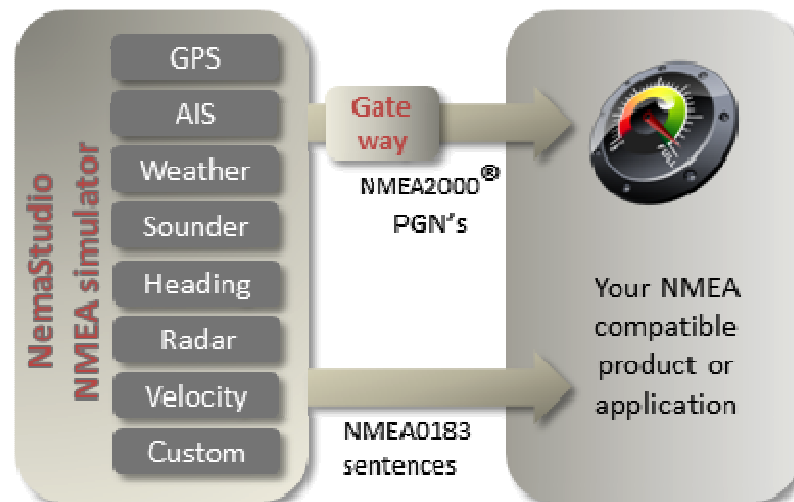 NemaStudio
NMEA simulator
GPS
AIS
Weather
Sounder
Heading
Radar
Velocity
Custom
Gate
way
NMEA2000®
PGN's
NMEA0183
sentences
FULL
Your NMEA
compatible
product or
application